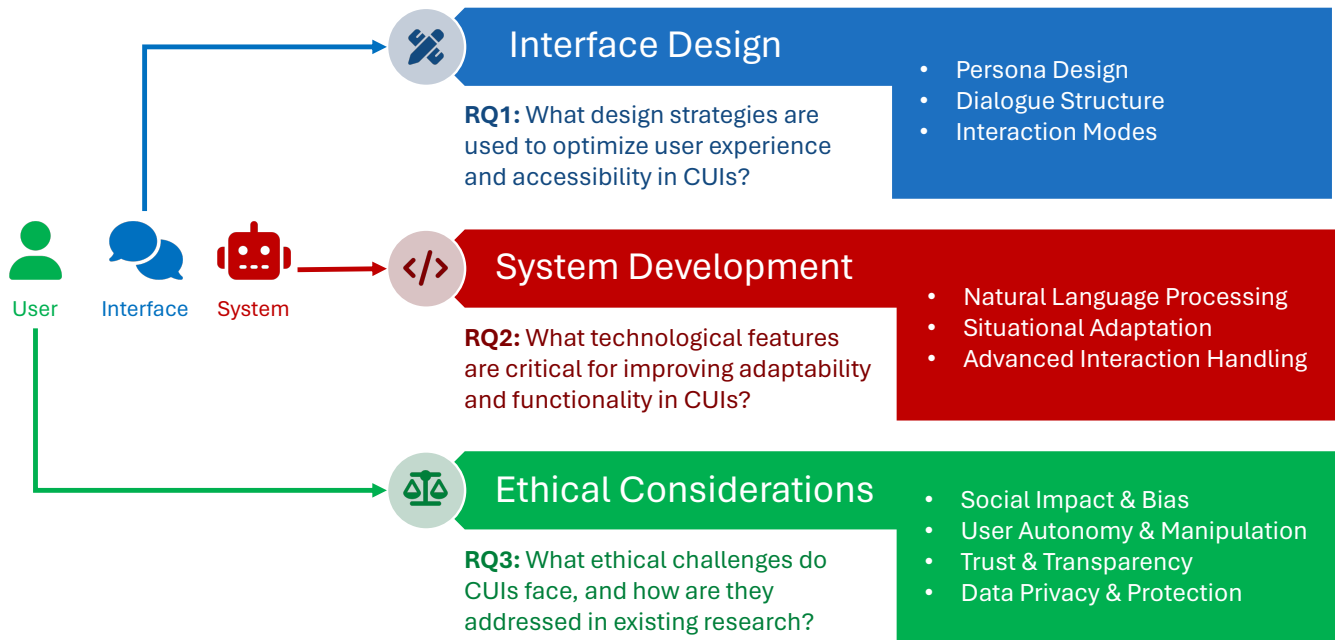 Interface Design
• Persona Design
• Dialogue Structure
• Interaction Modes
RQ1: What design strategies are
used to optimize user experience
and accessibility in CUIs?
User
Interface
System
</>
System Development
• Natural Language Processing
• Situational Adaptation
• Advanced Interaction Handling
RQ2: What technological features
are critical for improving adaptability
and functionality in CUIs?
Ethical Considerations
• Social Impact & Bias
• User Autonomy & Manipulation
• Trust & Transparency
• Data Privacy & Protection
RQ3: What ethical challenges do
CUIs face, and how are they
addressed in existing research?